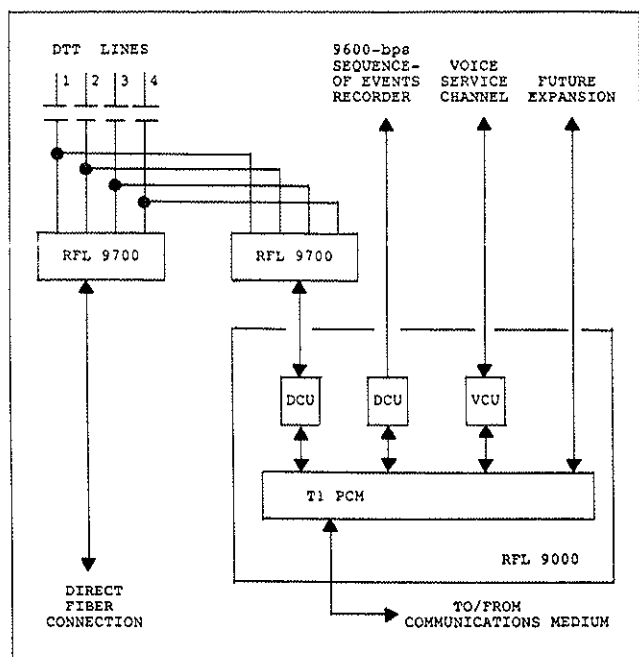 DTT LINES
1 2 3 4
9600-bps
SEQUENCE-
OF EVENTS
RECORDER
VOICE
SERVICE
CHANNEL
FUTURE
EXPANSION
RFL 9700
RFL 9700
DCU
DCU
VCU
T1 PCM
RFL 9000
DIRECT
FIBER
CONNECTION
TO/FROM
COMMUNICATIONS MEDIUM